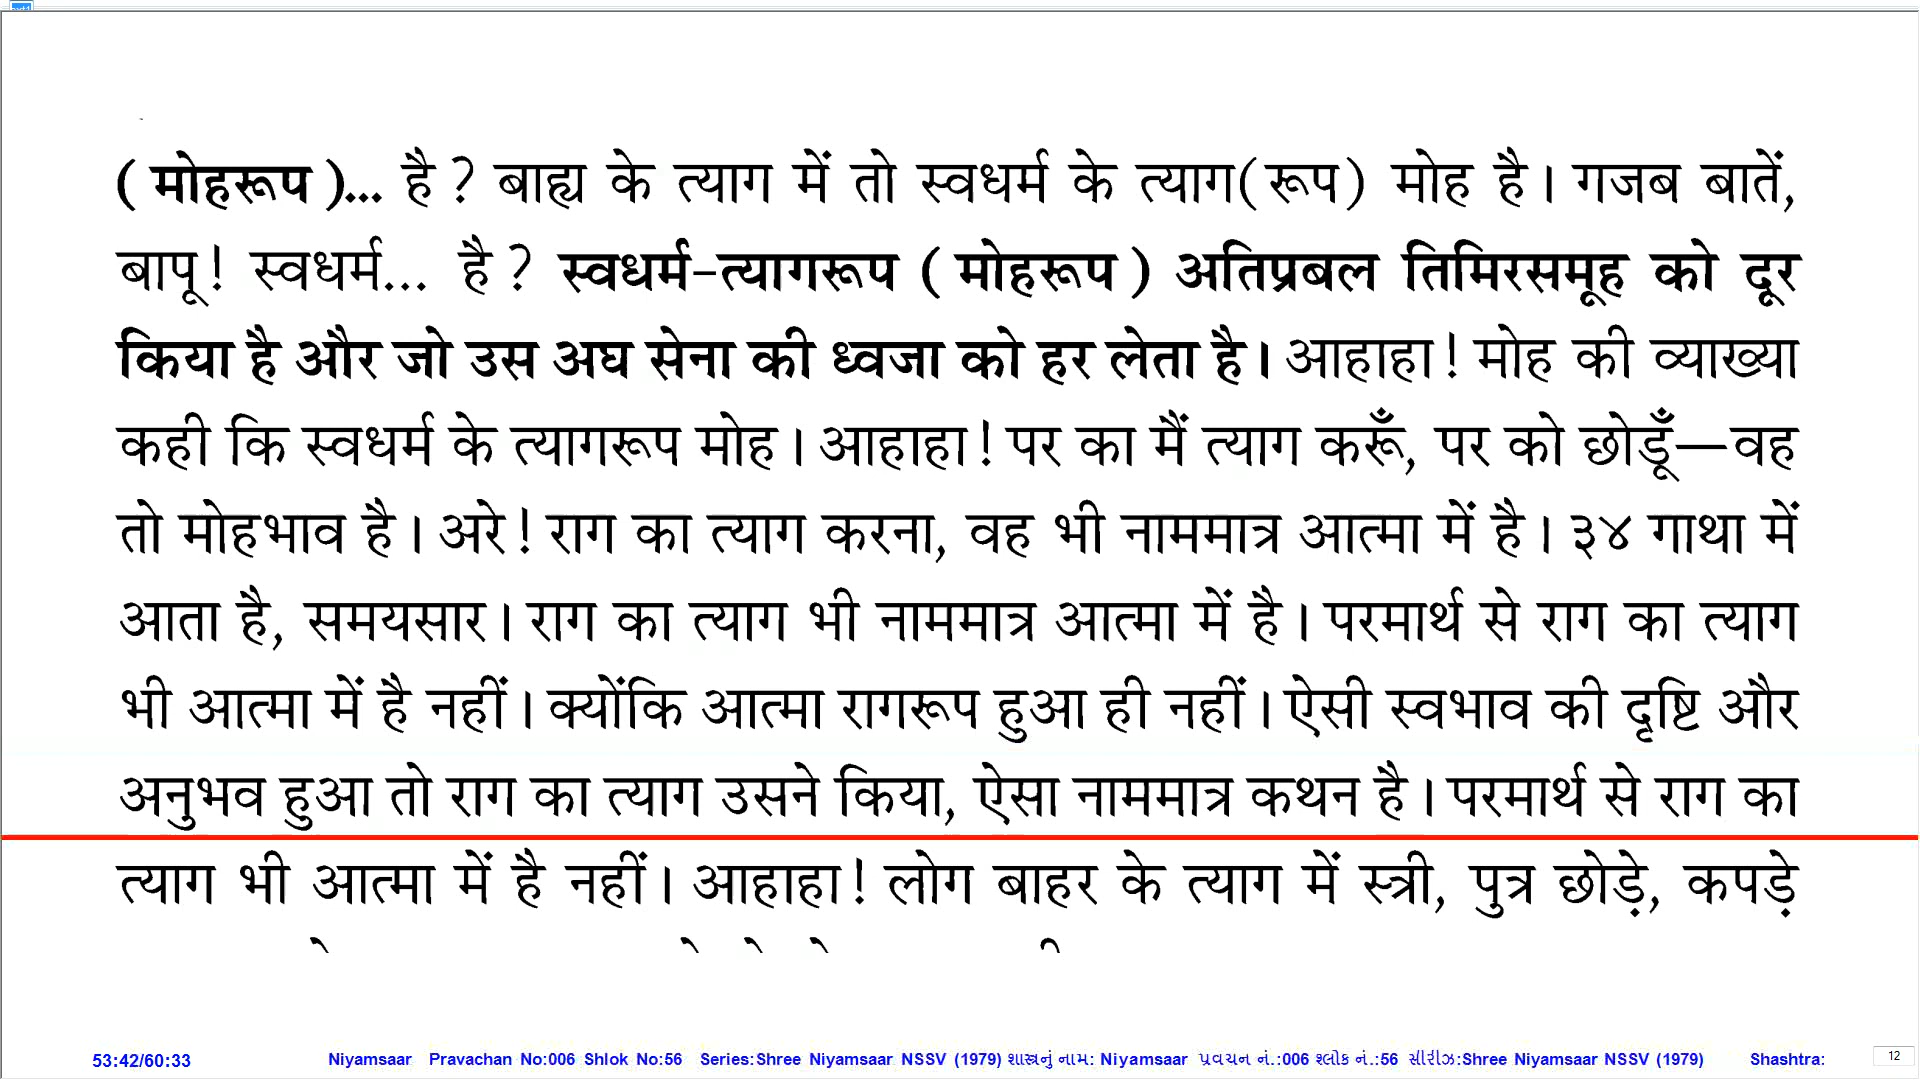 ( मोहरूप )... है ? बाह्य के त्याग में तो स्वधर्म के त्याग(रूप) मोह है। गजब बातें,
बापू! स्वधर्म... है ? स्वधर्म-त्यागरूप ( मोहरूप ) अतिप्रबल तिमिरसमूह को दूर
किया है और जो उस अघ सेना की ध्वजा को हर लेता है। आहाहा! मोह की व्याख्या
कही कि स्वधर्म के त्यागरूप मोह। आहाहा! पर का मैं त्याग करूँ, पर को छोड़ूँ—वह
तो मोहभाव है। अरे! राग का त्याग करना, वह भी नाममात्र आत्मा में है। ३४ गाथा में
आता है, समयसार। राग का त्याग भी नाममात्र आत्मा में है। परमार्थ से राग का त्याग
भी आत्मा में है नहीं। क्योंकि आत्मा रागरूप हुआ ही नहीं। ऐसी स्वभाव की दृष्टि और
अनुभव हुआ तो राग का त्याग उसने किया, ऐसा नाममात्र कथन है। परमार्थ से राग का
त्याग भी आत्मा में है नहीं। आहाहा! लोग बाहर के त्याग में स्त्री, पुत्र छोड़े, कपड़े
53:42/60:33 Niyamsaar Pravachan No:006 Shlok No:56 Series:Shree Niyamsaar NSSV (1979) શાસ્ત્રનું નામ: Niyamsaar પ્રવચન નં.:006 શ્લોક નં.:56 સીરીઝ:Shree Niyamsaar NSSV (1979) Shashtra: 12